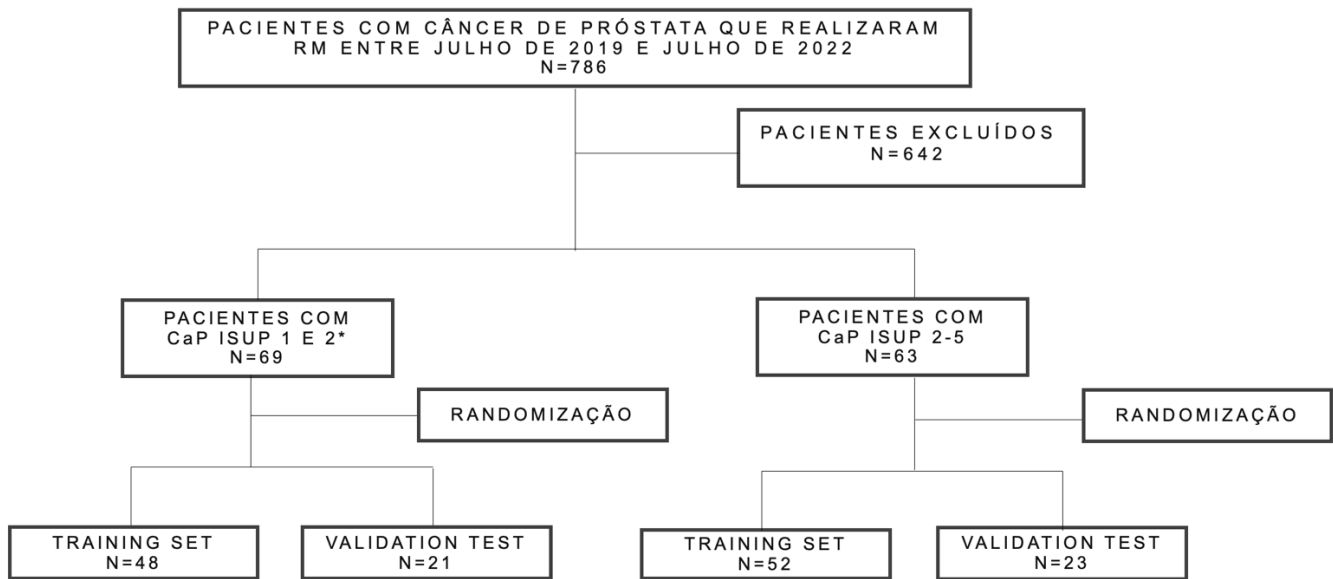 PACIENTES COM CÂNCER DE PRÓSTATA QUE REALIZARAM
RM ENTRE JULHO DE 2019 E JULHO DE 2022
N=786
PACIENTES EXCLUÍDOS
N=642
PACIENTES COM
CaP ISUP 1 E 2*
N=69
PACIENTES COM
CaP ISUP 2-5
N=63
RANDOMIZAÇÃO
RANDOMIZAÇÃO
TRAINING SET
N=48
VALIDATION TEST
N=21
TRAINING SET
N=52
VALIDATION TEST
N=23